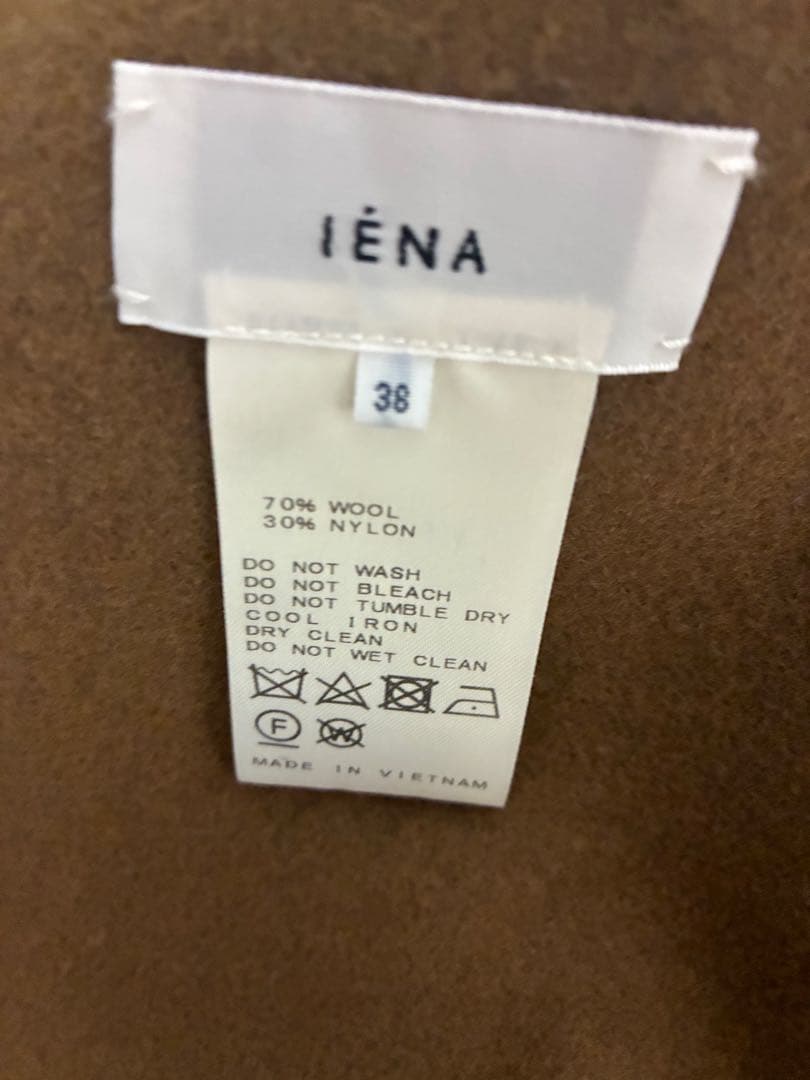 IĖNA
38
70% WOOL
30% NYLON
DO NOT WASH
DO NOT BLEACH
DO NOT TUMBLE DRY
COOL IRON
DRY CLEAN
DO NOT WET CLEAN
F W
MADE IN VIETNAM